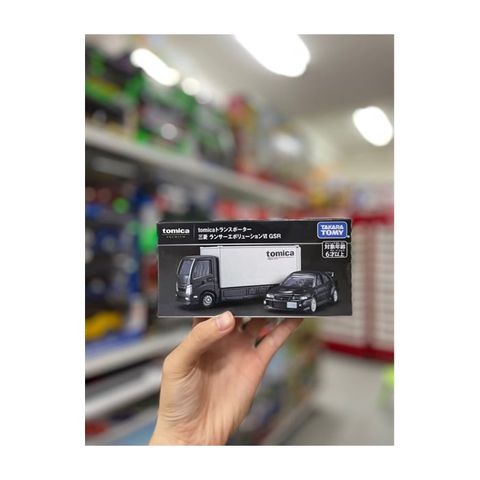 tomica
PREMIUM
tomicaトランスポーター
三菱 ランサーエボリューションⅥ GSR
TAKARA
TOMY
対象年齢
6才以上
tomica